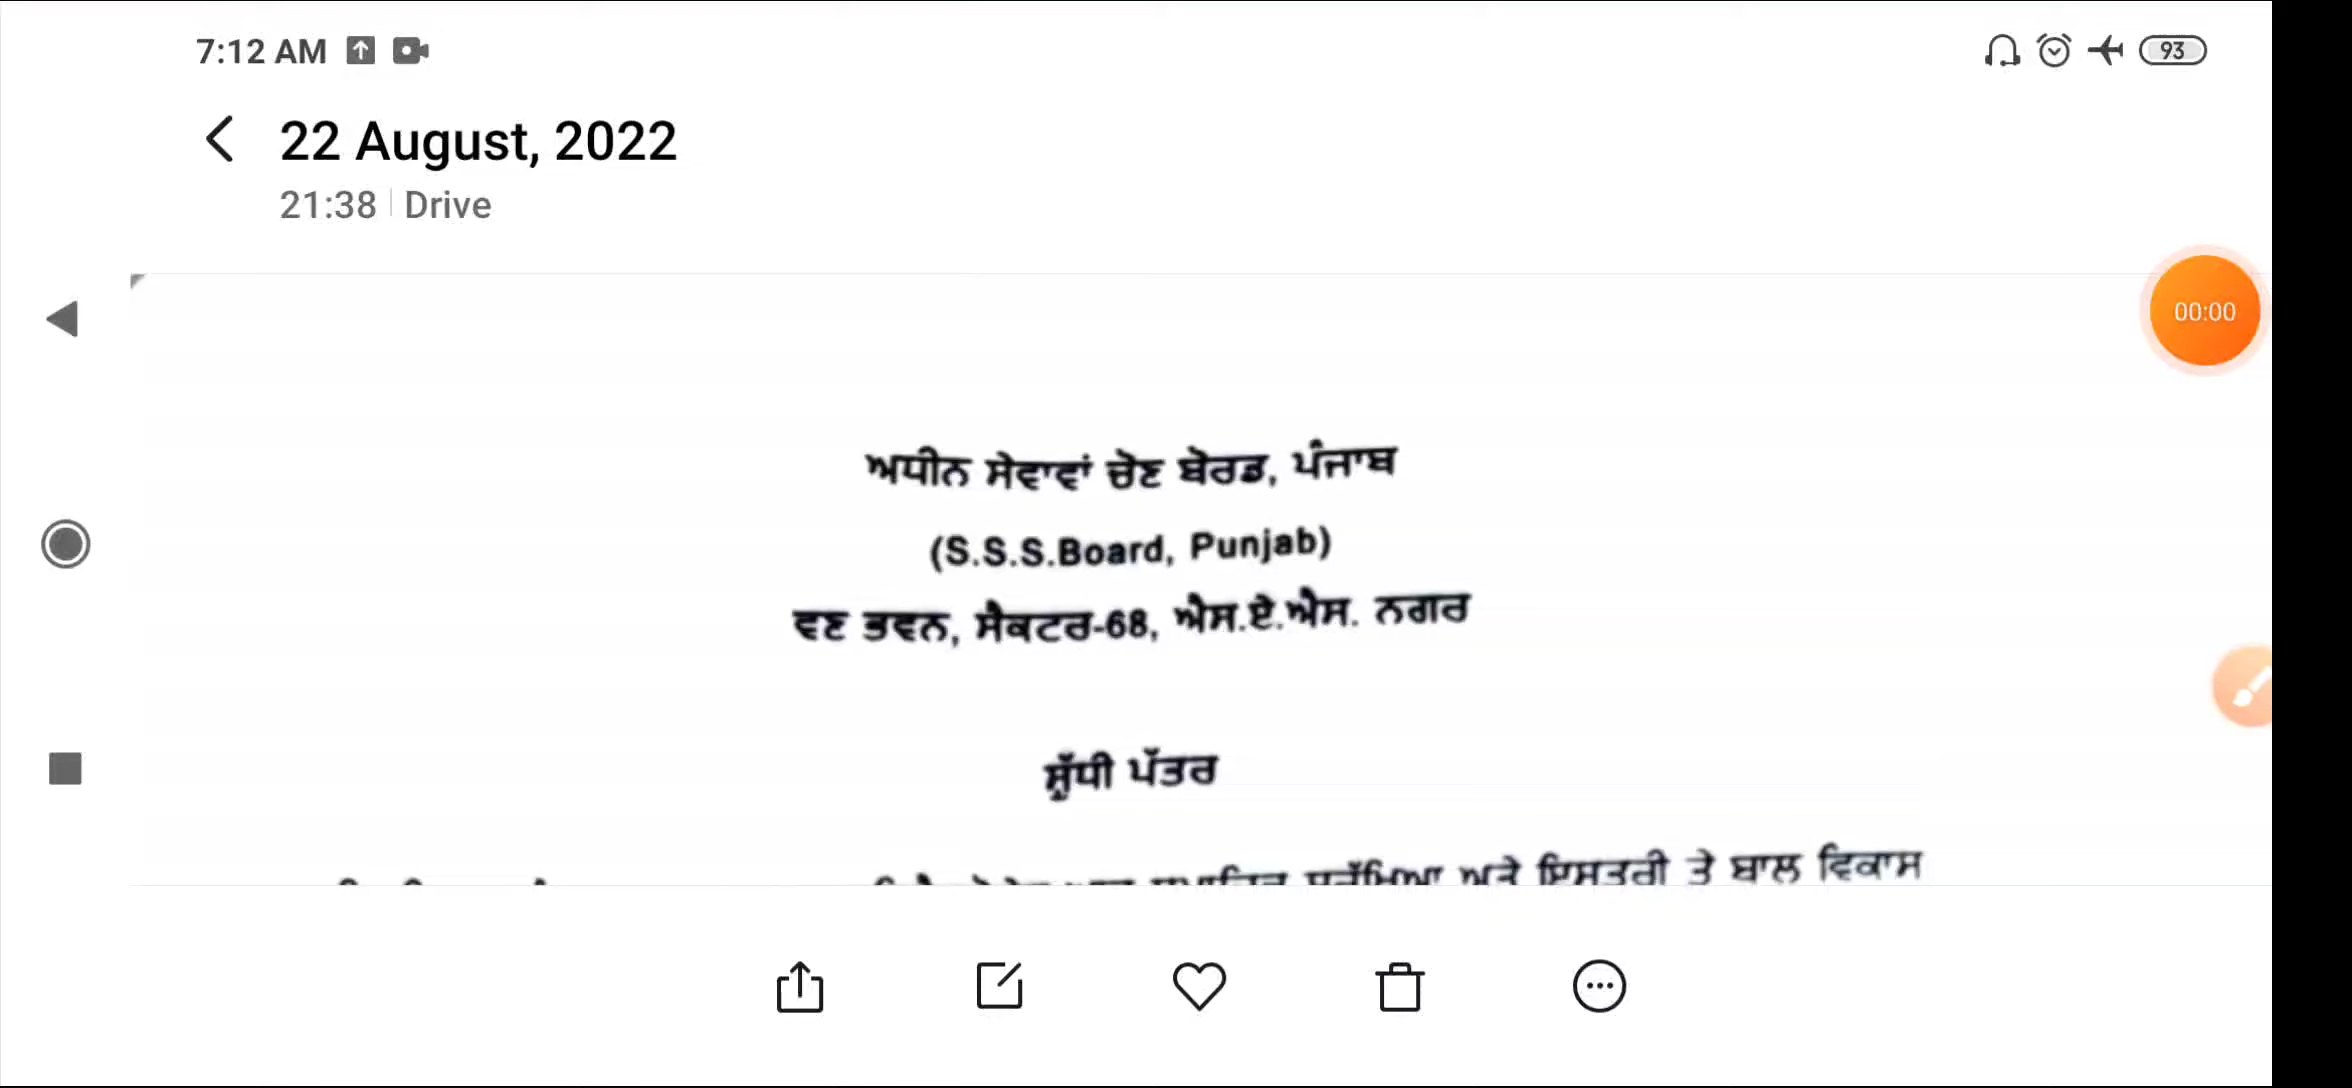 7:12 AM
93
22 August, 2022
21:38 | Drive
00:00
ਅਧੀਨ ਸੇਵਾਵਾਂ ਚੋਣ ਬੋਰਡ, ਪੰਜਾਬ
(S.S.S.Board, Punjab)
ਵਣ ਭਵਨ, ਸੈਕਟਰ-68, ਐਸ.ਏ.ਐਸ. ਨਗਰ
ਸ਼ੁੱਧੀ ਪੱਤਰ
ਸੁਰੱਖਿਆ ਅਤੇ ਇਸਤਰੀ ਤੇ ਬਾਲ ਵਿਕਾਸ